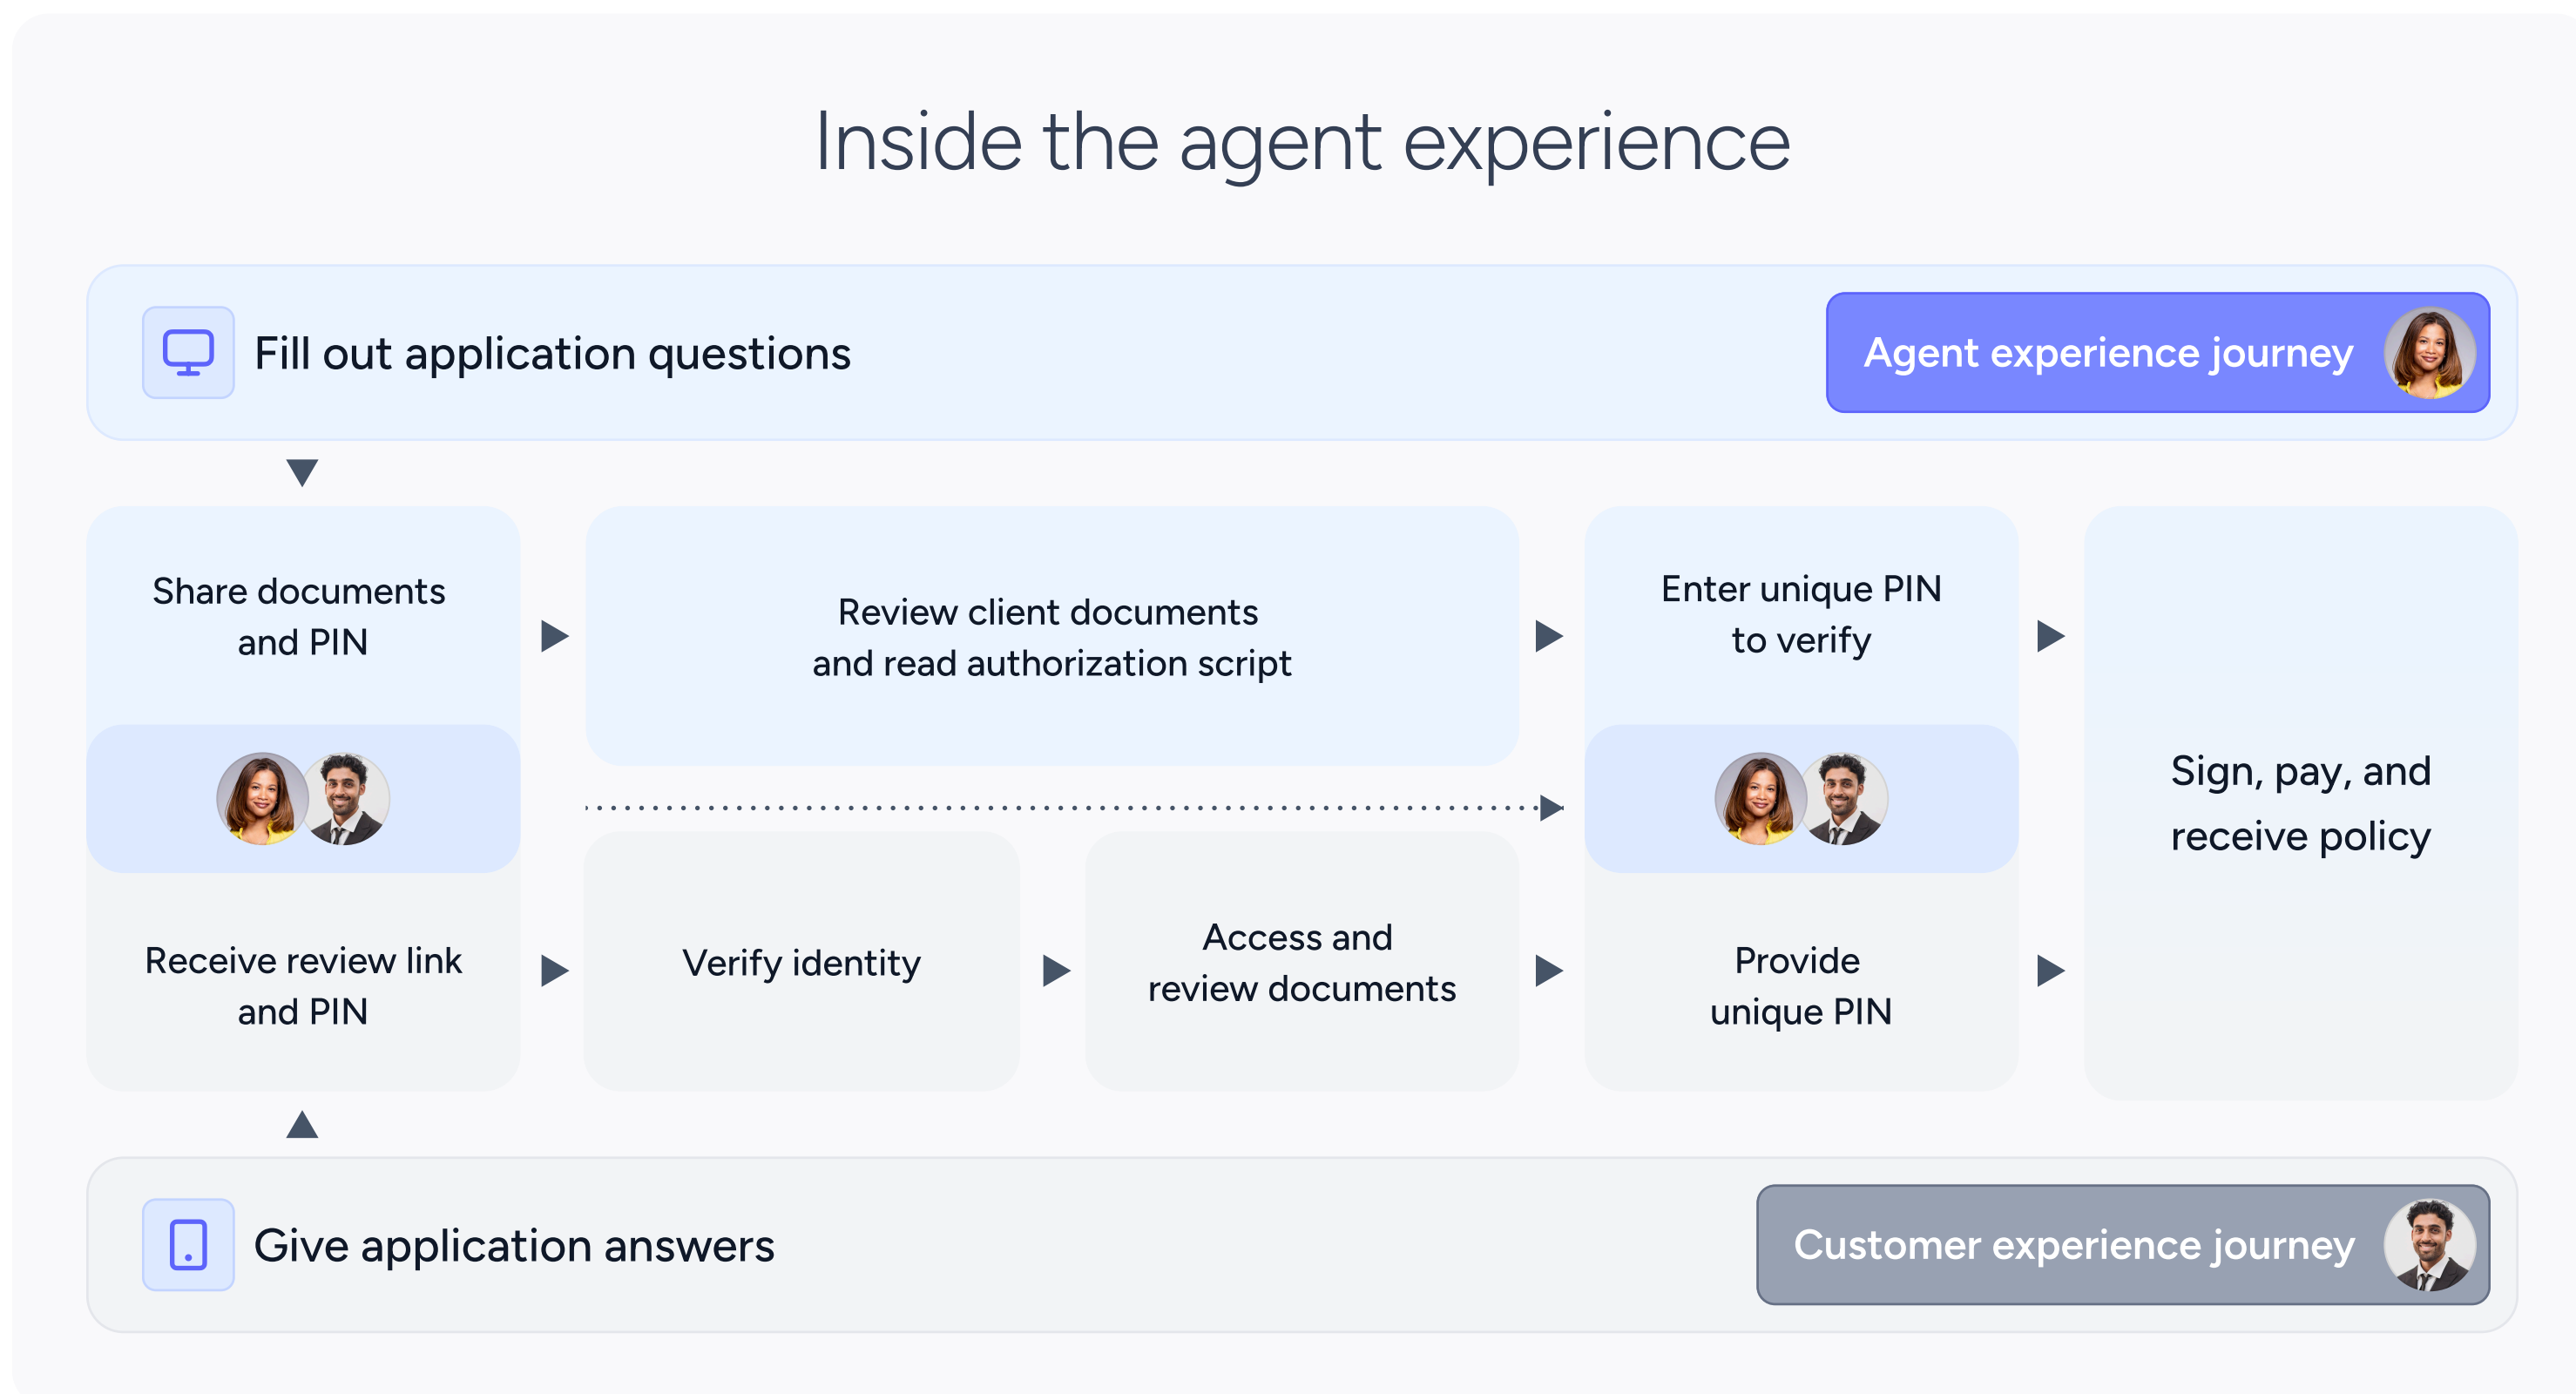 Inside the agent experience
Fill out application questions
Agent experience journey
Share documents
and PIN
Review client documents
and read authorization script
Enter unique PIN
to verify
Sign, pay, and
receive policy
Receive review link
and PIN
Verify identity
Access and
review documents
Provide
unique PIN
Give application answers
Customer experience journey